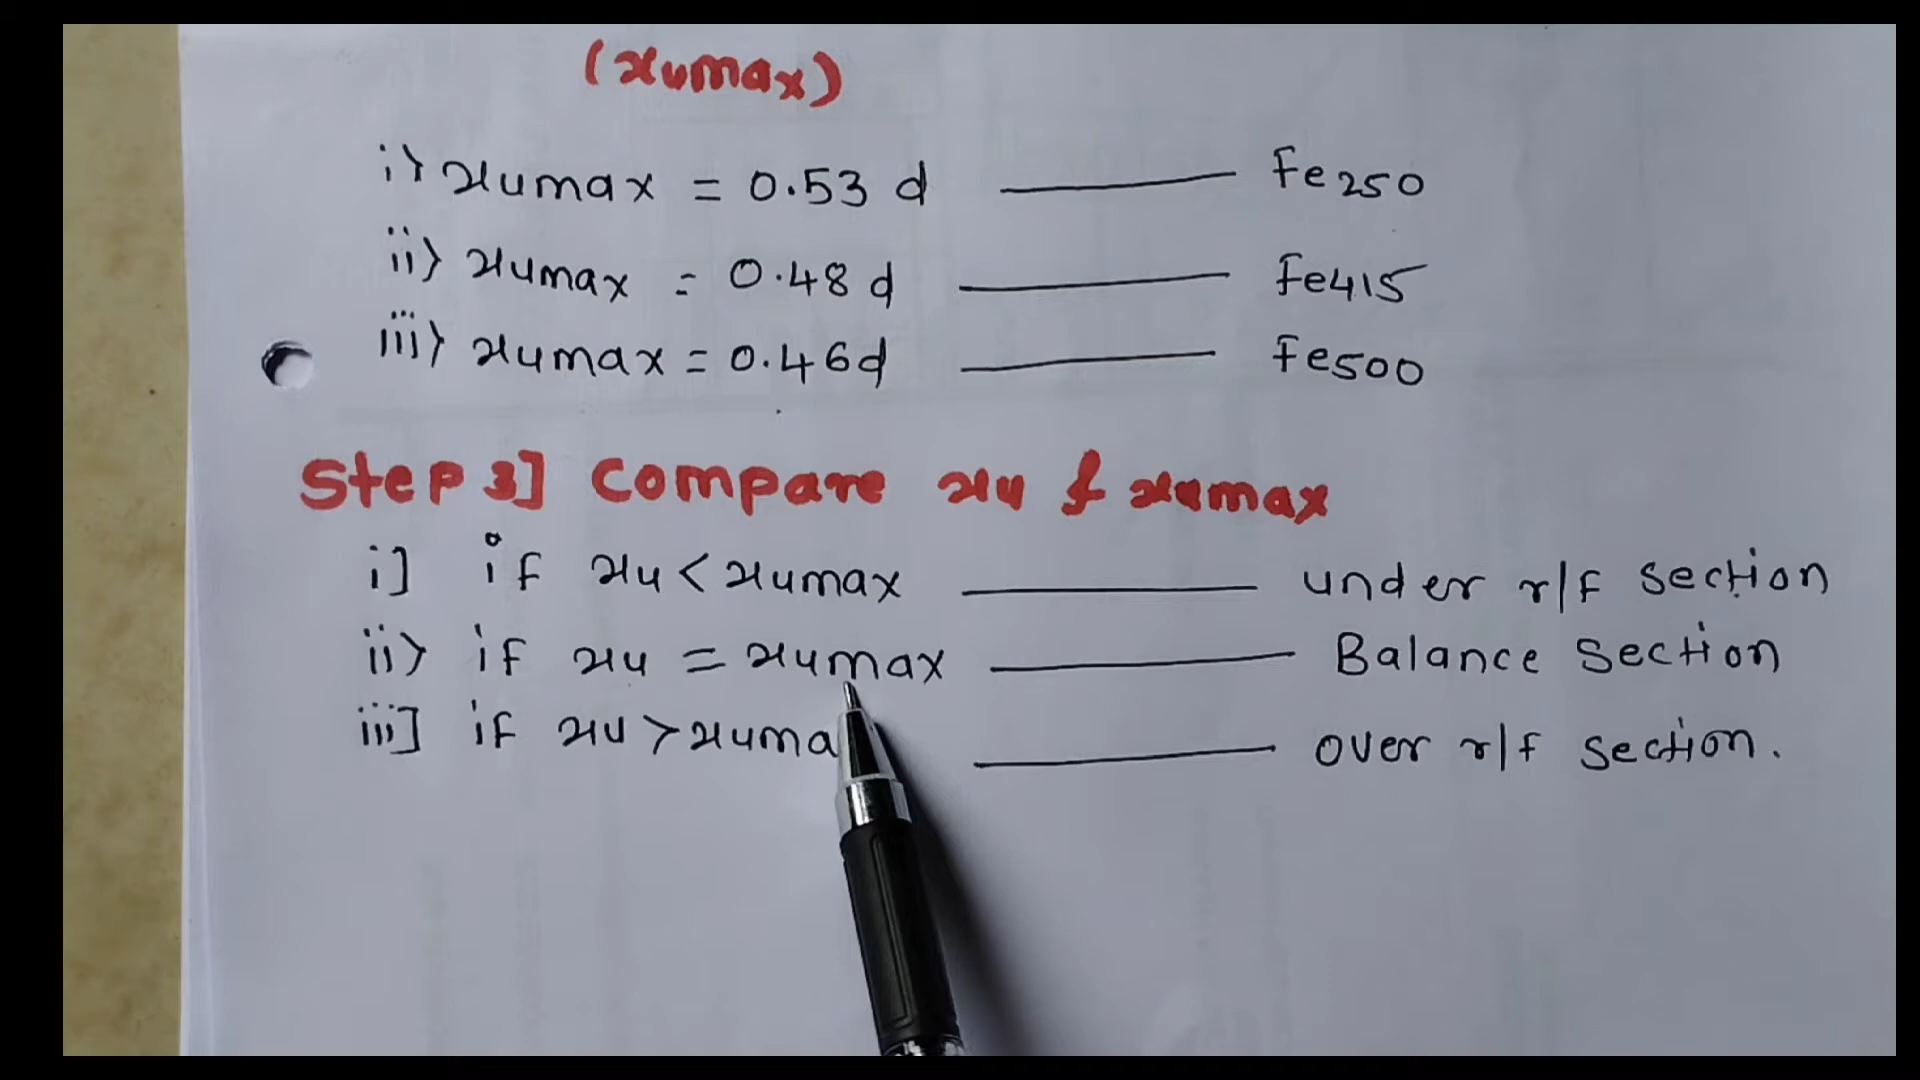 (xumax)
i) xumax = 0.53 d — Fe250
ii) xumax = 0.48 d — Fe415
iii) xumax = 0.46d — Fe500
Step 3] Compare xu & xumax
i] if xu < xumax — under r/f section
ii) if xu = xumax — Balance Section
iii] if xu > xuma — over r/f section.